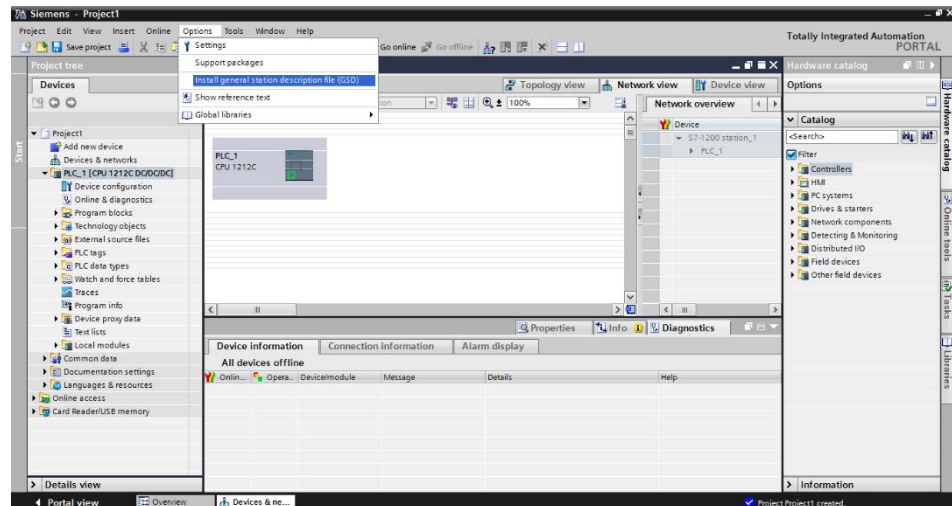 Siemens - Project1
Project Edit View Insert Online Options Tools Window Help
Totally Integrated Automation
PORTAL
Save project
Go online Go offline
Settings
Support packages
Install general station description file (GSD)
Show reference text
Global libraries
Project tree
Devices
Project1
Add new device
Devices & networks
PLC_1 [CPU 1212C DC/DC/DC]
Device configuration
Online & diagnostics
Program blocks
Technology objects
External source files
PLC tags
PLC data types
Watch and force tables
Traces
Program info
Device proxy data
Text lists
Local modules
Common data
Documentation settings
Languages & resources
Online access
Card Reader/USB memory
Details view
Topology view Network view Device view
100%
PLC_1
CPU 1212C
Network overview
Device
S7-1200 station_1
PLC_1
Properties Info Diagnostics
Device information Connection information Alarm display
All devices offline
Onlin... Opera... Device/module Message Details Help
Hardware catalog
Options
Catalog
<Search>
Filter
Controllers
HMI
PC systems
Drives & starters
Network components
Detecting & Monitoring
Distributed I/O
Field devices
Other field devices
Information
Hardware catalog
Online tools
Tasks
Libraries
Start
Portal view Overview Devices & ne... Project Project1 created.